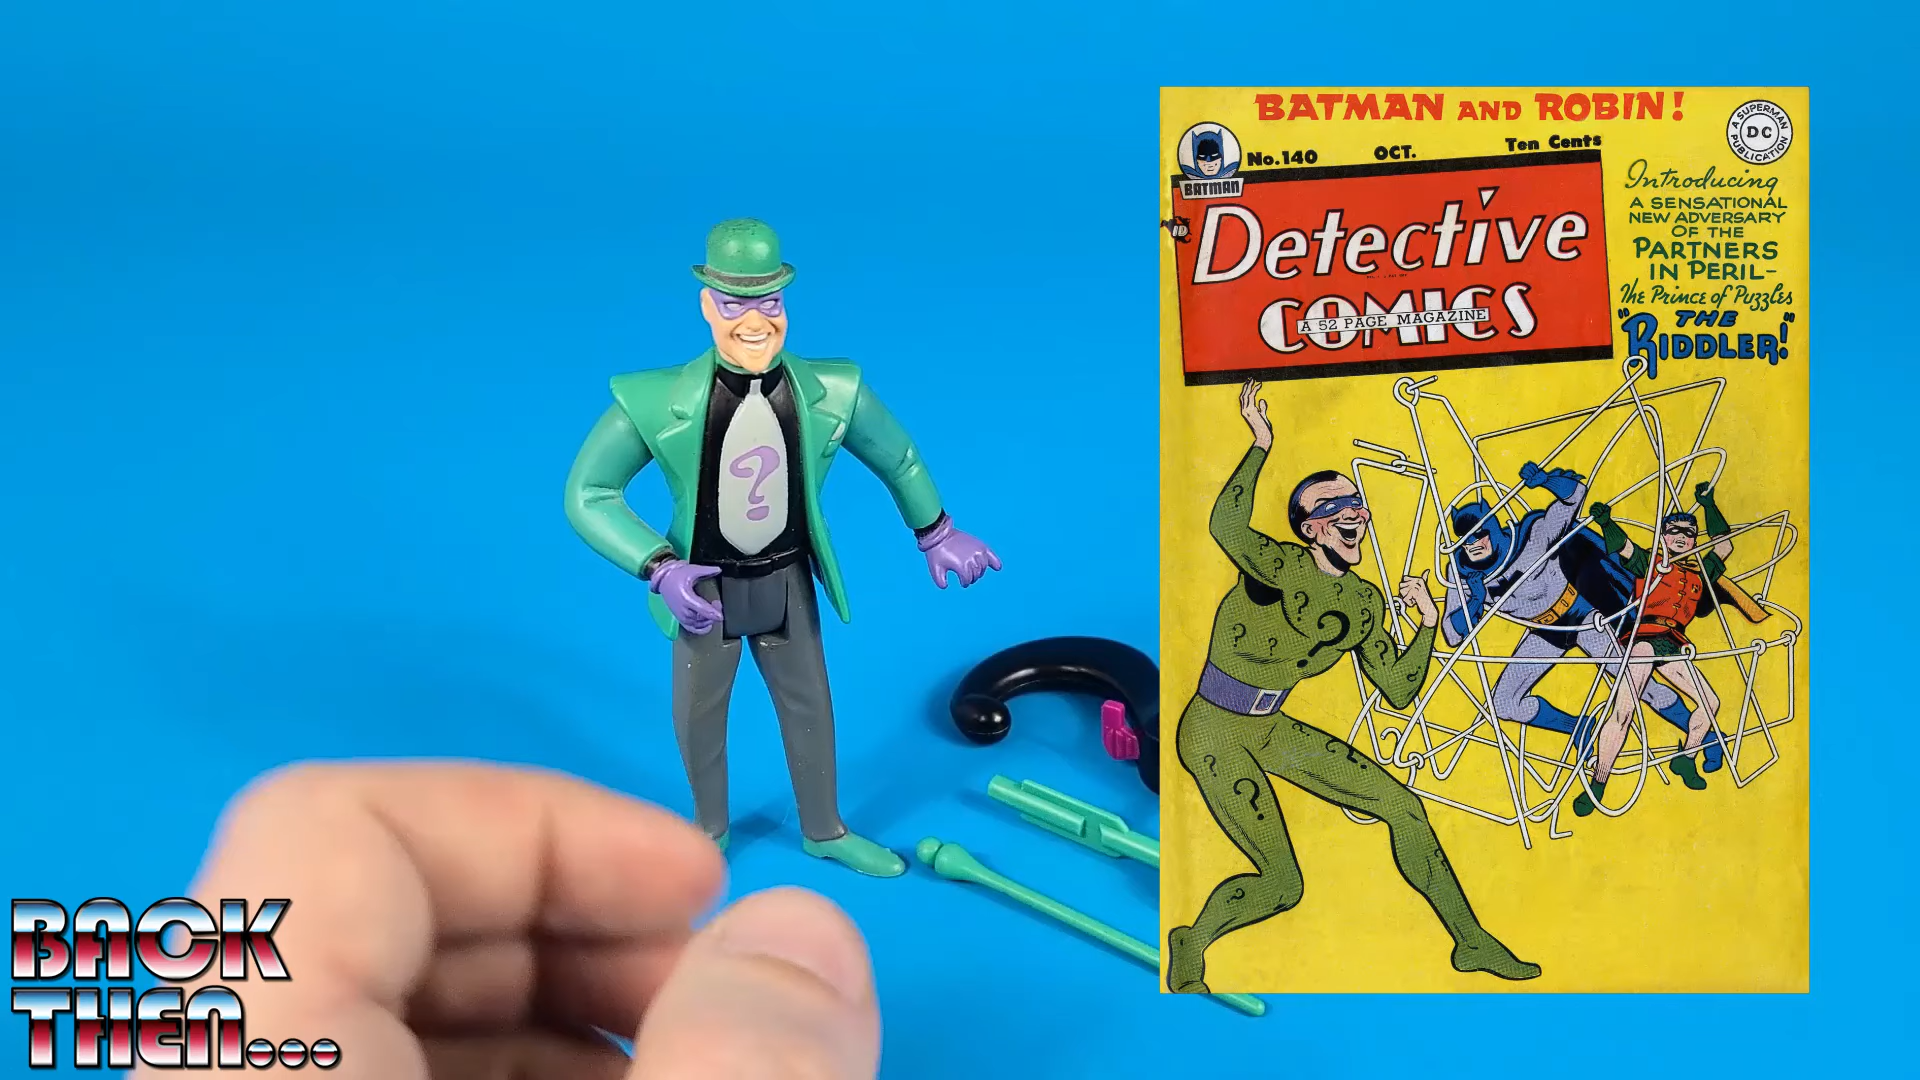 BATMAN AND ROBIN!
No.140 OCT. Ten Cents
A SUPERMAN DC PUBLICATION
BATMAN
Detective
COMICS
A 52 PAGE MAGAZINE
Introducing
A SENSATIONAL
NEW ADVERSARY
OF THE
PARTNERS
IN PERIL-
The Prince of Puzzles
"THE
RIDDLER!"
?
BACK
THEN...